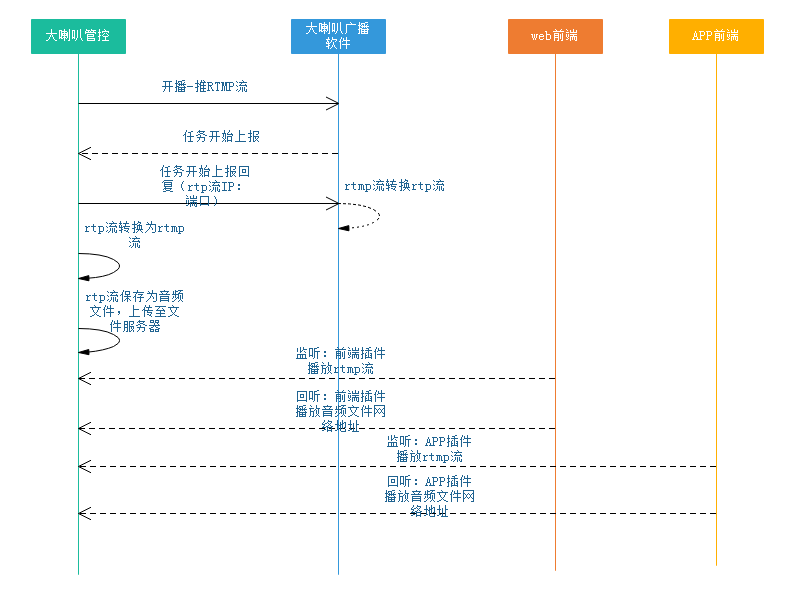 大喇叭管控
大喇叭广播
软件
web前端
APP前端
开播-推RTMP流
任务开始上报
任务开始上报回
复（rtp流IP：
端口）
rtmp流转换rtp流
rtp流转换为rtmp
流
rtp流保存为音频
文件，上传至文
件服务器
监听：前端插件
播放rtmp流
回听：前端插件
播放音频文件网
络地址
监听：APP插件
播放rtmp流
回听：APP插件
播放音频文件网
络地址